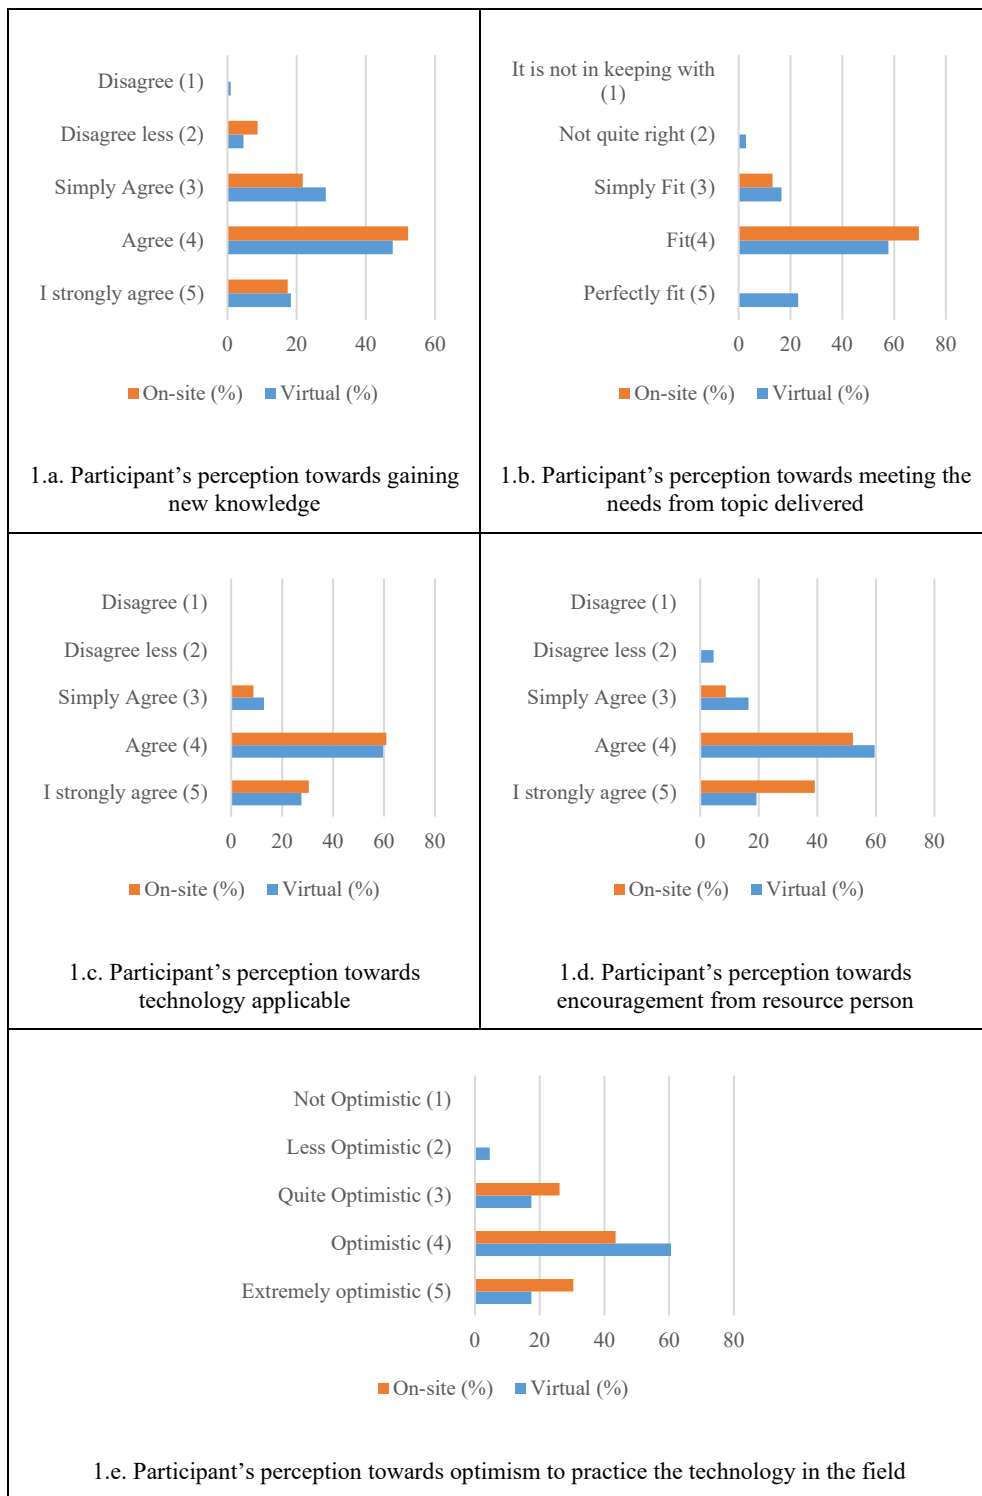 Disagree (1)
Disagree less (2)
Simply Agree (3)
Agree (4)
I strongly agree (5)
0 20 40 60
On-site (%) Virtual (%)
1.a. Participant’s perception towards gaining
new knowledge
It is not in keeping with
(1)
Not quite right (2)
Simply Fit (3)
Fit(4)
Perfectly fit (5)
0 20 40 60 80
On-site (%) Virtual (%)
1.b. Participant’s perception towards meeting the
needs from topic delivered
Disagree (1)
Disagree less (2)
Simply Agree (3)
Agree (4)
I strongly agree (5)
0 20 40 60 80
On-site (%) Virtual (%)
1.c. Participant’s perception towards
technology applicable
Disagree (1)
Disagree less (2)
Simply Agree (3)
Agree (4)
I strongly agree (5)
0 20 40 60 80
On-site (%) Virtual (%)
1.d. Participant’s perception towards
encouragement from resource person
Not Optimistic (1)
Less Optimistic (2)
Quite Optimistic (3)
Optimistic (4)
Extremely optimistic (5)
0 20 40 60 80
On-site (%) Virtual (%)
1.e. Participant’s perception towards optimism to practice the technology in the field